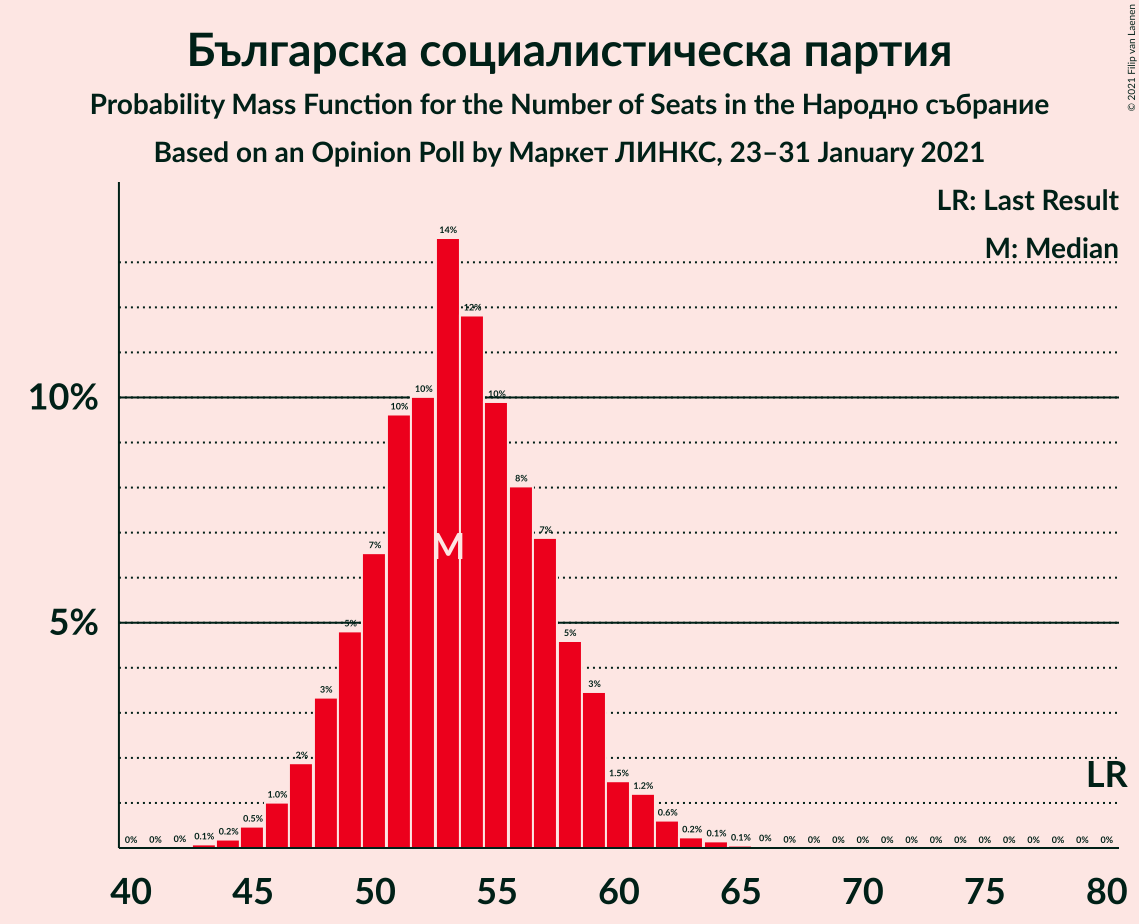 Българска социалистическа партия
Probability Mass Function for the Number of Seats in the Народно събрание
Based on an Opinion Poll by Маркет ЛИНКС, 23–31 January 2021
© 2021 Filip van Laenen
LR: Last Result
M: Median
10%
5%
0% 0% 0% 0.1% 0.2% 0.5% 1.0% 2% 3% 5% 7% 10% 10% 14% 12% 10% 8% 7% 5% 3% 1.5% 1.2% 0.6% 0.2% 0.1% 0.1% 0% 0% 0% 0% 0% 0% 0% 0% 0% 0% 0% 0% 0% 0% 0%
M
LR
40 45 50 55 60 65 70 75 80